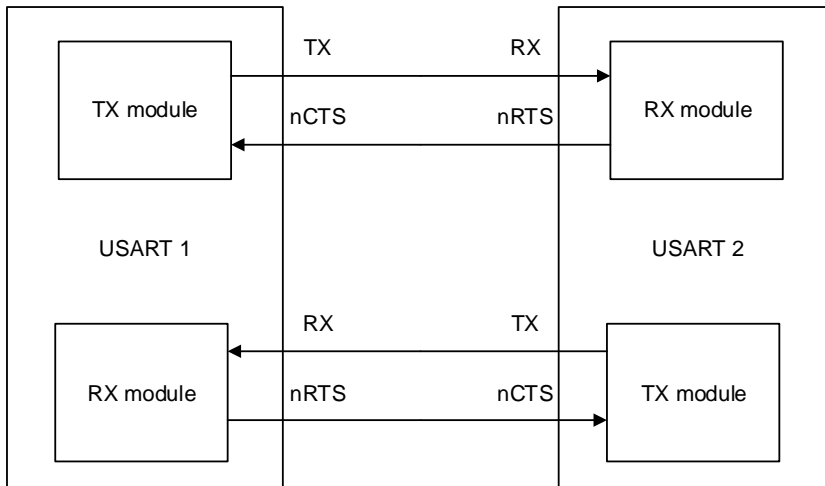 TX RX
TX module
nCTS nRTS
RX module
USART 1 USART 2
RX TX
RX module
nRTS nCTS
TX module